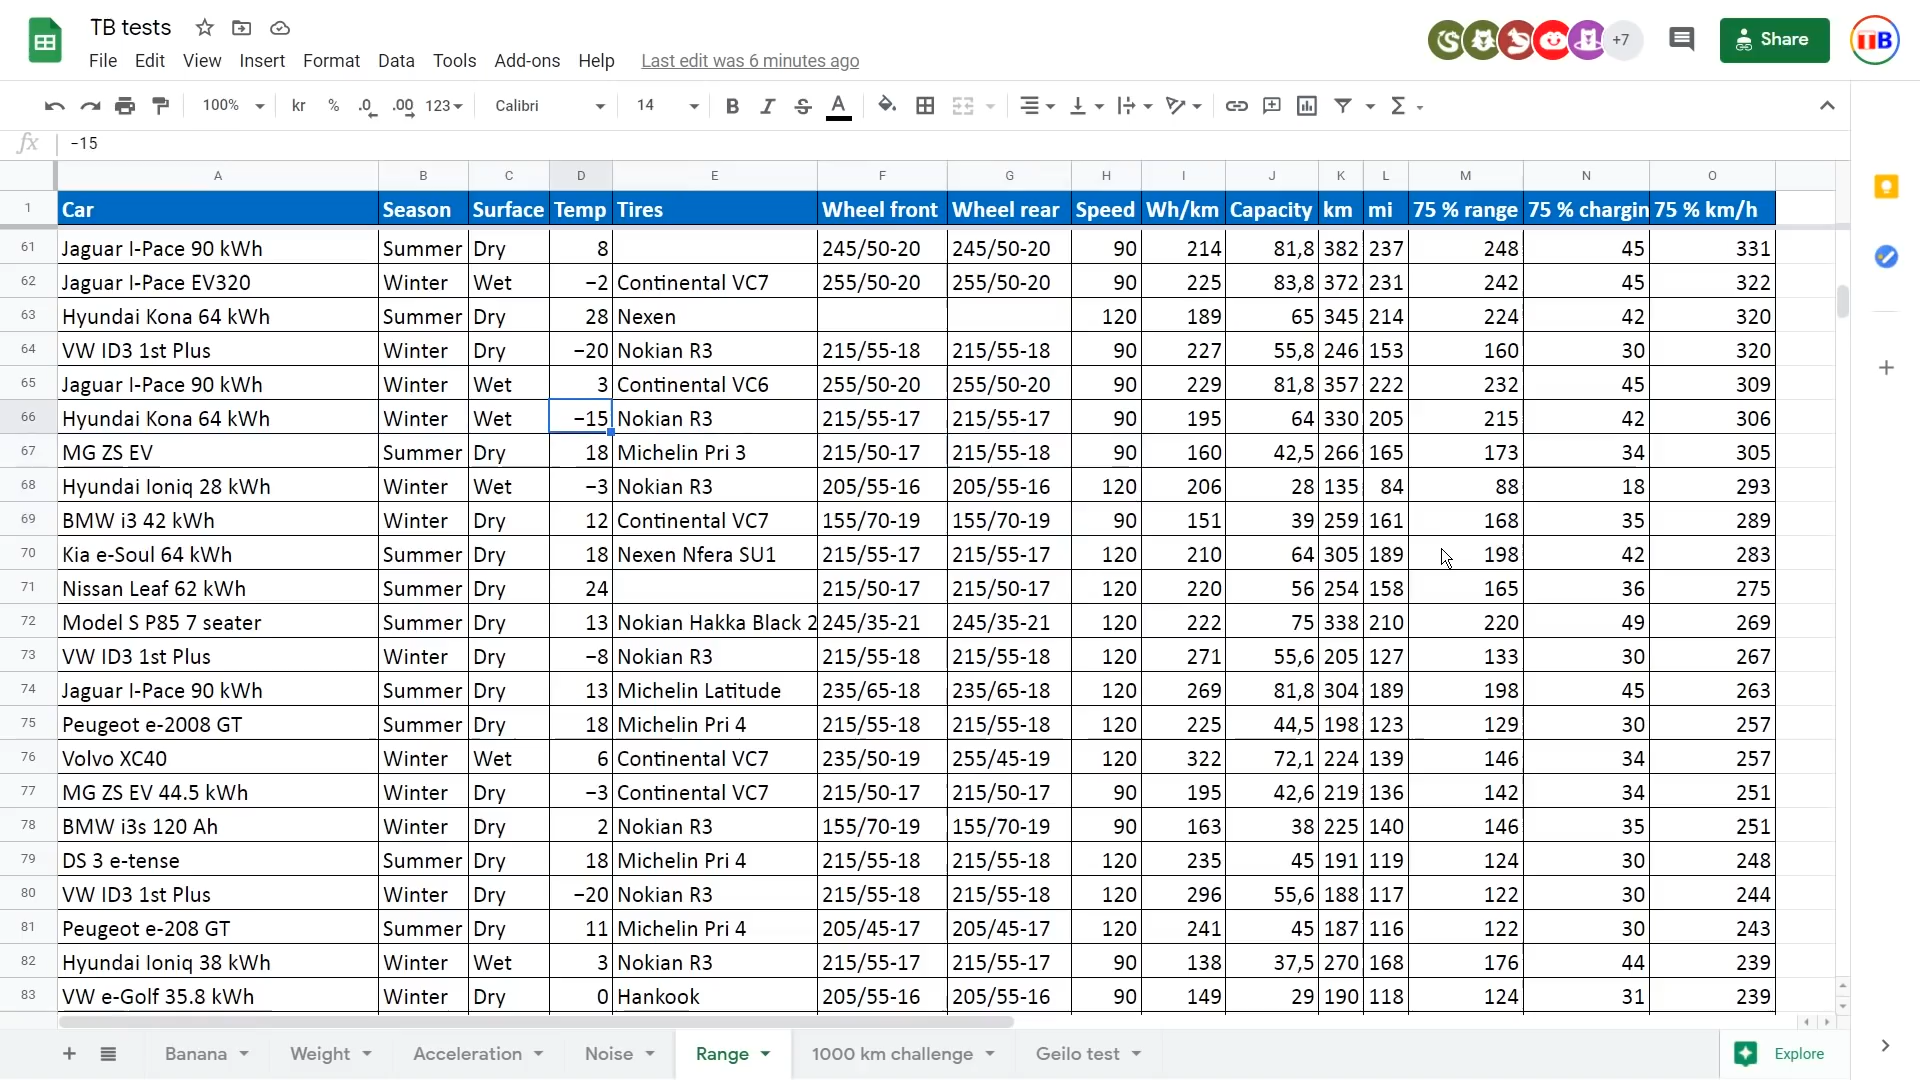 TB tests
File Edit View Insert Format Data Tools Add-ons Help Last edit was 6 minutes ago
+7 Share TB
100% kr % .0 .00 123 Calibri 14 B I S A
fx −15
A B C D E F G H I J K L M N O
1 Car Season Surface Temp Tires Wheel front Wheel rear Speed Wh/km Capacity km mi 75 % range 75 % chargin 75 % km/h
61 Jaguar I-Pace 90 kWh Summer Dry 8 245/50-20 245/50-20 90 214 81,8 382 237 248 45 331
62 Jaguar I-Pace EV320 Winter Wet −2 Continental VC7 255/50-20 255/50-20 90 225 83,8 372 231 242 45 322
63 Hyundai Kona 64 kWh Summer Dry 28 Nexen 120 189 65 345 214 224 42 320
64 VW ID3 1st Plus Winter Dry −20 Nokian R3 215/55-18 215/55-18 90 227 55,8 246 153 160 30 320
65 Jaguar I-Pace 90 kWh Winter Wet 3 Continental VC6 255/50-20 255/50-20 90 229 81,8 357 222 232 45 309
66 Hyundai Kona 64 kWh Winter Wet −15 Nokian R3 215/55-17 215/55-17 90 195 64 330 205 215 42 306
67 MG ZS EV Summer Dry 18 Michelin Pri 3 215/50-17 215/55-18 90 160 42,5 266 165 173 34 305
68 Hyundai Ioniq 28 kWh Winter Wet −3 Nokian R3 205/55-16 205/55-16 120 206 28 135 84 88 18 293
69 BMW i3 42 kWh Winter Dry 12 Continental VC7 155/70-19 155/70-19 90 151 39 259 161 168 35 289
70 Kia e-Soul 64 kWh Summer Dry 18 Nexen Nfera SU1 215/55-17 215/55-17 120 210 64 305 189 198 42 283
71 Nissan Leaf 62 kWh Summer Dry 24 215/50-17 215/50-17 120 220 56 254 158 165 36 275
72 Model S P85 7 seater Summer Dry 13 Nokian Hakka Black 2 245/35-21 245/35-21 120 222 75 338 210 220 49 269
73 VW ID3 1st Plus Winter Dry −8 Nokian R3 215/55-18 215/55-18 120 271 55,6 205 127 133 30 267
74 Jaguar I-Pace 90 kWh Summer Dry 13 Michelin Latitude 235/65-18 235/65-18 120 269 81,8 304 189 198 45 263
75 Peugeot e-2008 GT Summer Dry 18 Michelin Pri 4 215/55-18 215/55-18 120 225 44,5 198 123 129 30 257
76 Volvo XC40 Winter Wet 6 Continental VC7 235/50-19 255/45-19 120 322 72,1 224 139 146 34 257
77 MG ZS EV 44.5 kWh Winter Dry −3 Continental VC7 215/50-17 215/50-17 90 195 42,6 219 136 142 34 251
78 BMW i3s 120 Ah Winter Dry 2 Nokian R3 155/70-19 155/70-19 90 163 38 225 140 146 35 251
79 DS 3 e-tense Summer Dry 18 Michelin Pri 4 215/55-18 215/55-18 120 235 45 191 119 124 30 248
80 VW ID3 1st Plus Winter Dry −20 Nokian R3 215/55-18 215/55-18 120 296 55,6 188 117 122 30 244
81 Peugeot e-208 GT Summer Dry 11 Michelin Pri 4 205/45-17 205/45-17 120 241 45 187 116 122 30 243
82 Hyundai Ioniq 38 kWh Winter Wet 3 Nokian R3 215/55-17 215/55-17 90 138 37,5 270 168 176 44 239
83 VW e-Golf 35.8 kWh Winter Dry 0 Hankook 205/55-16 205/55-16 90 149 29 190 118 124 31 239
Banana Weight Acceleration Noise Range 1000 km challenge Geilo test Explore